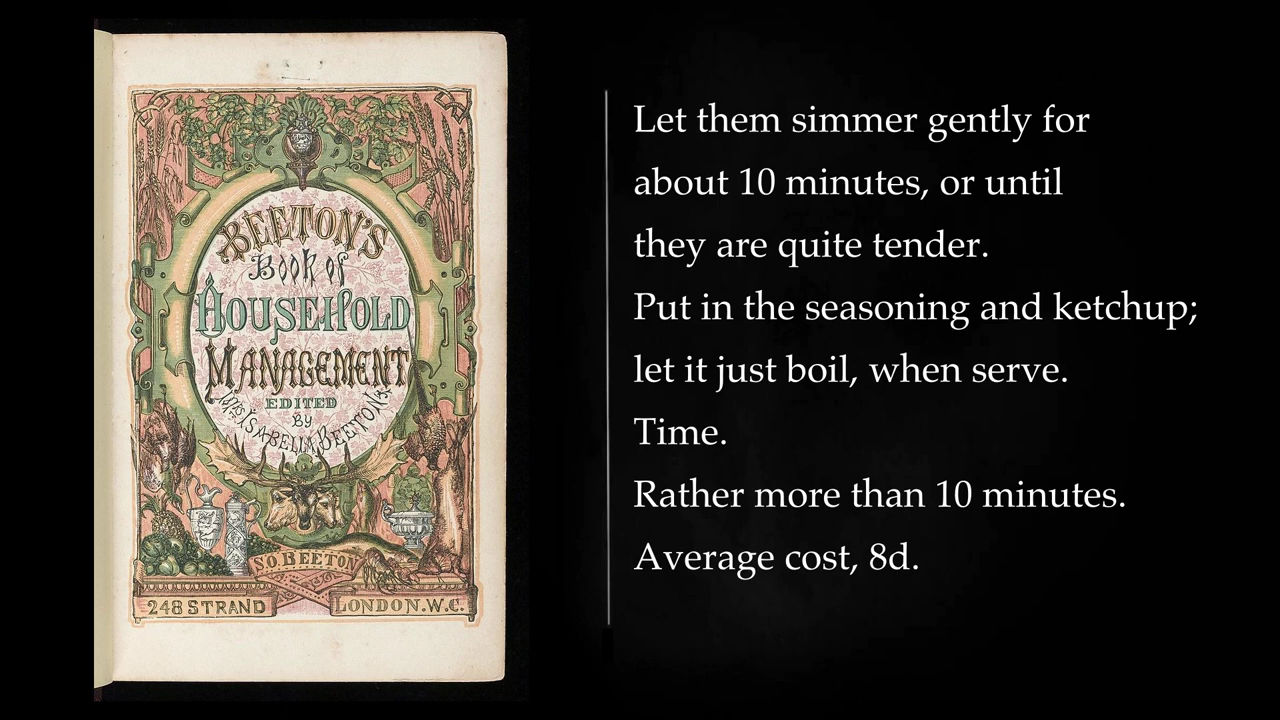 BEETON'S
Book of
HOUSEHOLD
MANAGEMENT
EDITED
By
MRS ISABELLA BEETON
S.O. BEETON
248 STRAND
LONDON.W.C.
Let them simmer gently for
about 10 minutes, or until
they are quite tender.
Put in the seasoning and ketchup;
let it just boil, when serve.
Time.
Rather more than 10 minutes.
Average cost, 8d.